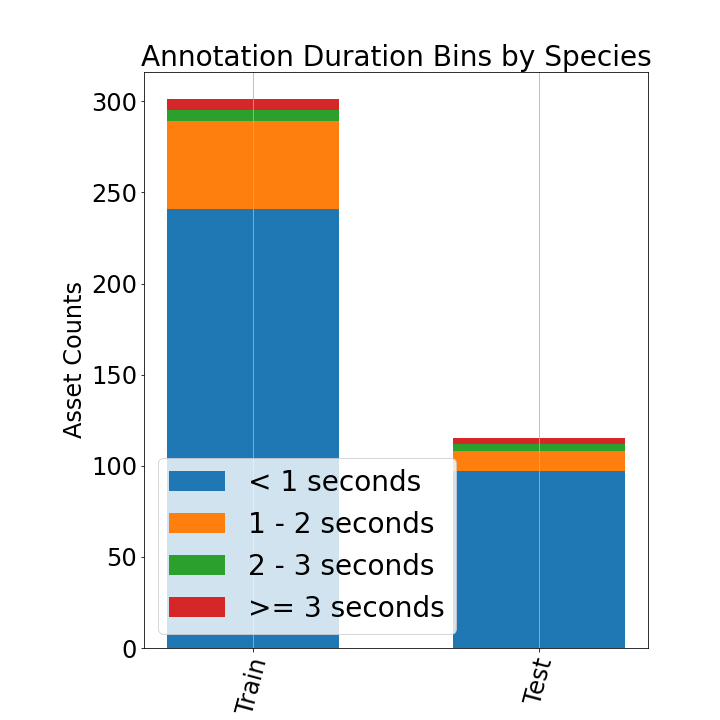 Annotation Duration Bins by Species
Asset Counts
300
250
200
150
100
50
0
< 1 seconds
1 - 2 seconds
2 - 3 seconds
>= 3 seconds
Train
Test